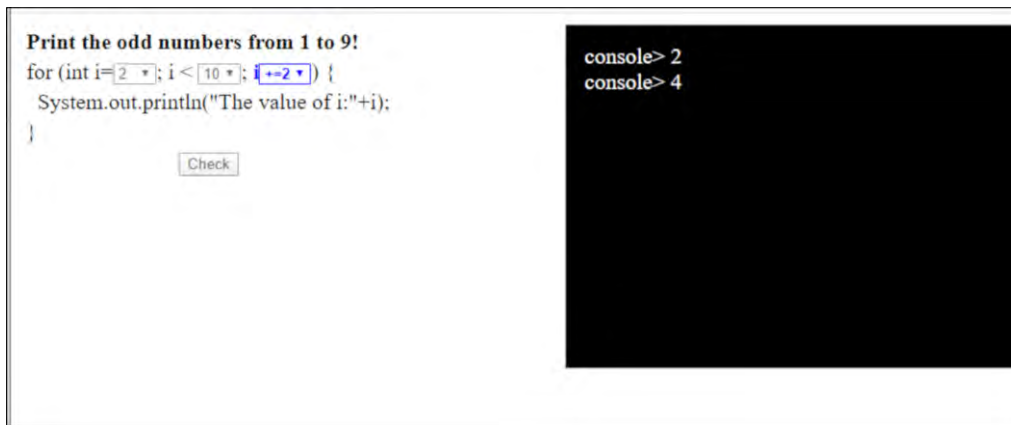 Print the odd numbers from 1 to 9!
for (int i=2; i < 10; i+=2) {
System.out.println("The value of i:"+i);
}
Check
console> 2
console> 4